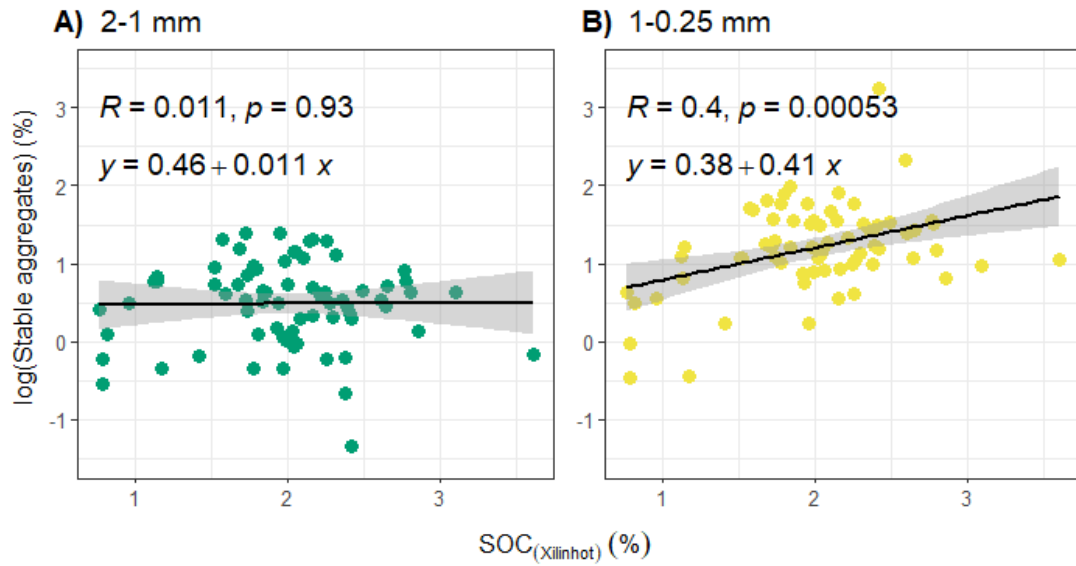 A) 2-1 mm
R = 0.011, p = 0.93
y = 0.46 + 0.011 x
log(Stable aggregates) (%)
3
2
1
0
-1
1 2 3
B) 1-0.25 mm
R = 0.4, p = 0.00053
y = 0.38 + 0.41 x
3
2
1
0
-1
1 2 3
SOC(Xilinhot) (%)